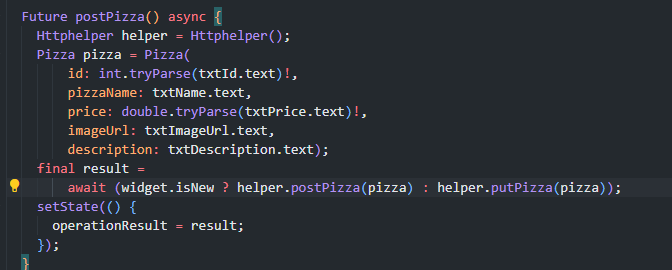 Future postPizza() async {
Httphelper helper = Httphelper();
Pizza pizza = Pizza(
id: int.tryParse(txtId.text)!,
pizzaName: txtName.text,
price: double.tryParse(txtPrice.text)!,
imageUrl: txtImageUrl.text,
description: txtDescription.text);
final result =
await (widget.isNew ? helper.postPizza(pizza) : helper.putPizza(pizza));
setState(() {
operationResult = result;
});
}